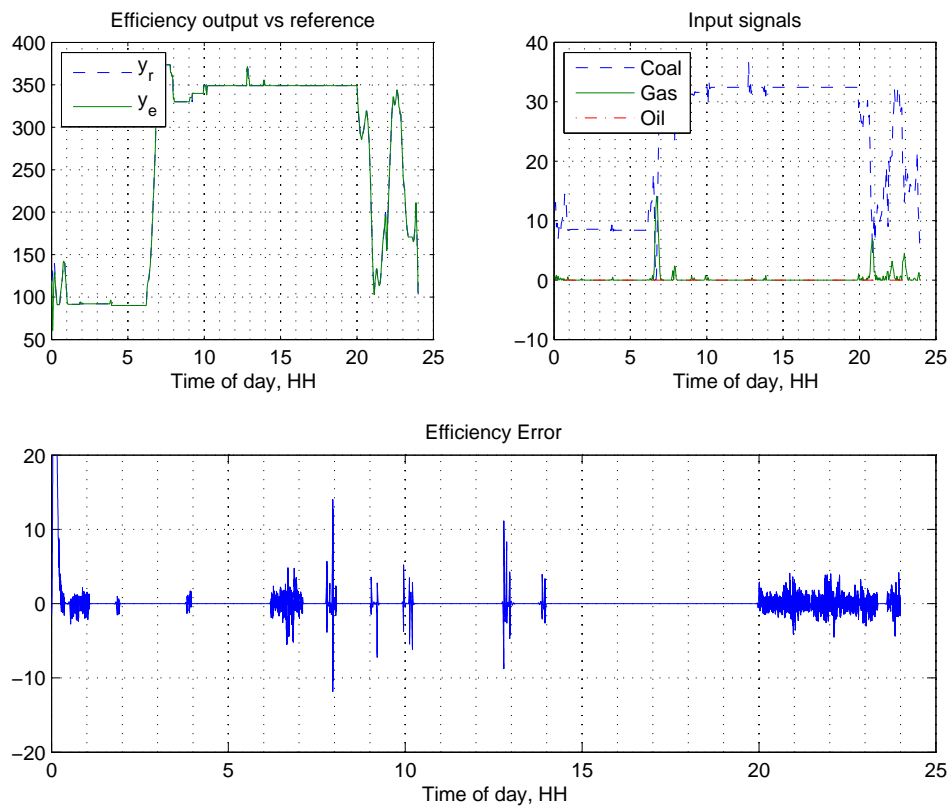 Efficiency output vs reference
400
350
300
250
200
150
100
50
0 5 10 15 20 25
Time of day, HH
y_r
y_e
Input signals
40
30
20
10
0
−10
0 5 10 15 20 25
Time of day, HH
Coal
Gas
Oil
Efficiency Error
20
10
0
−10
−20
0 5 10 15 20 25
Time of day, HH